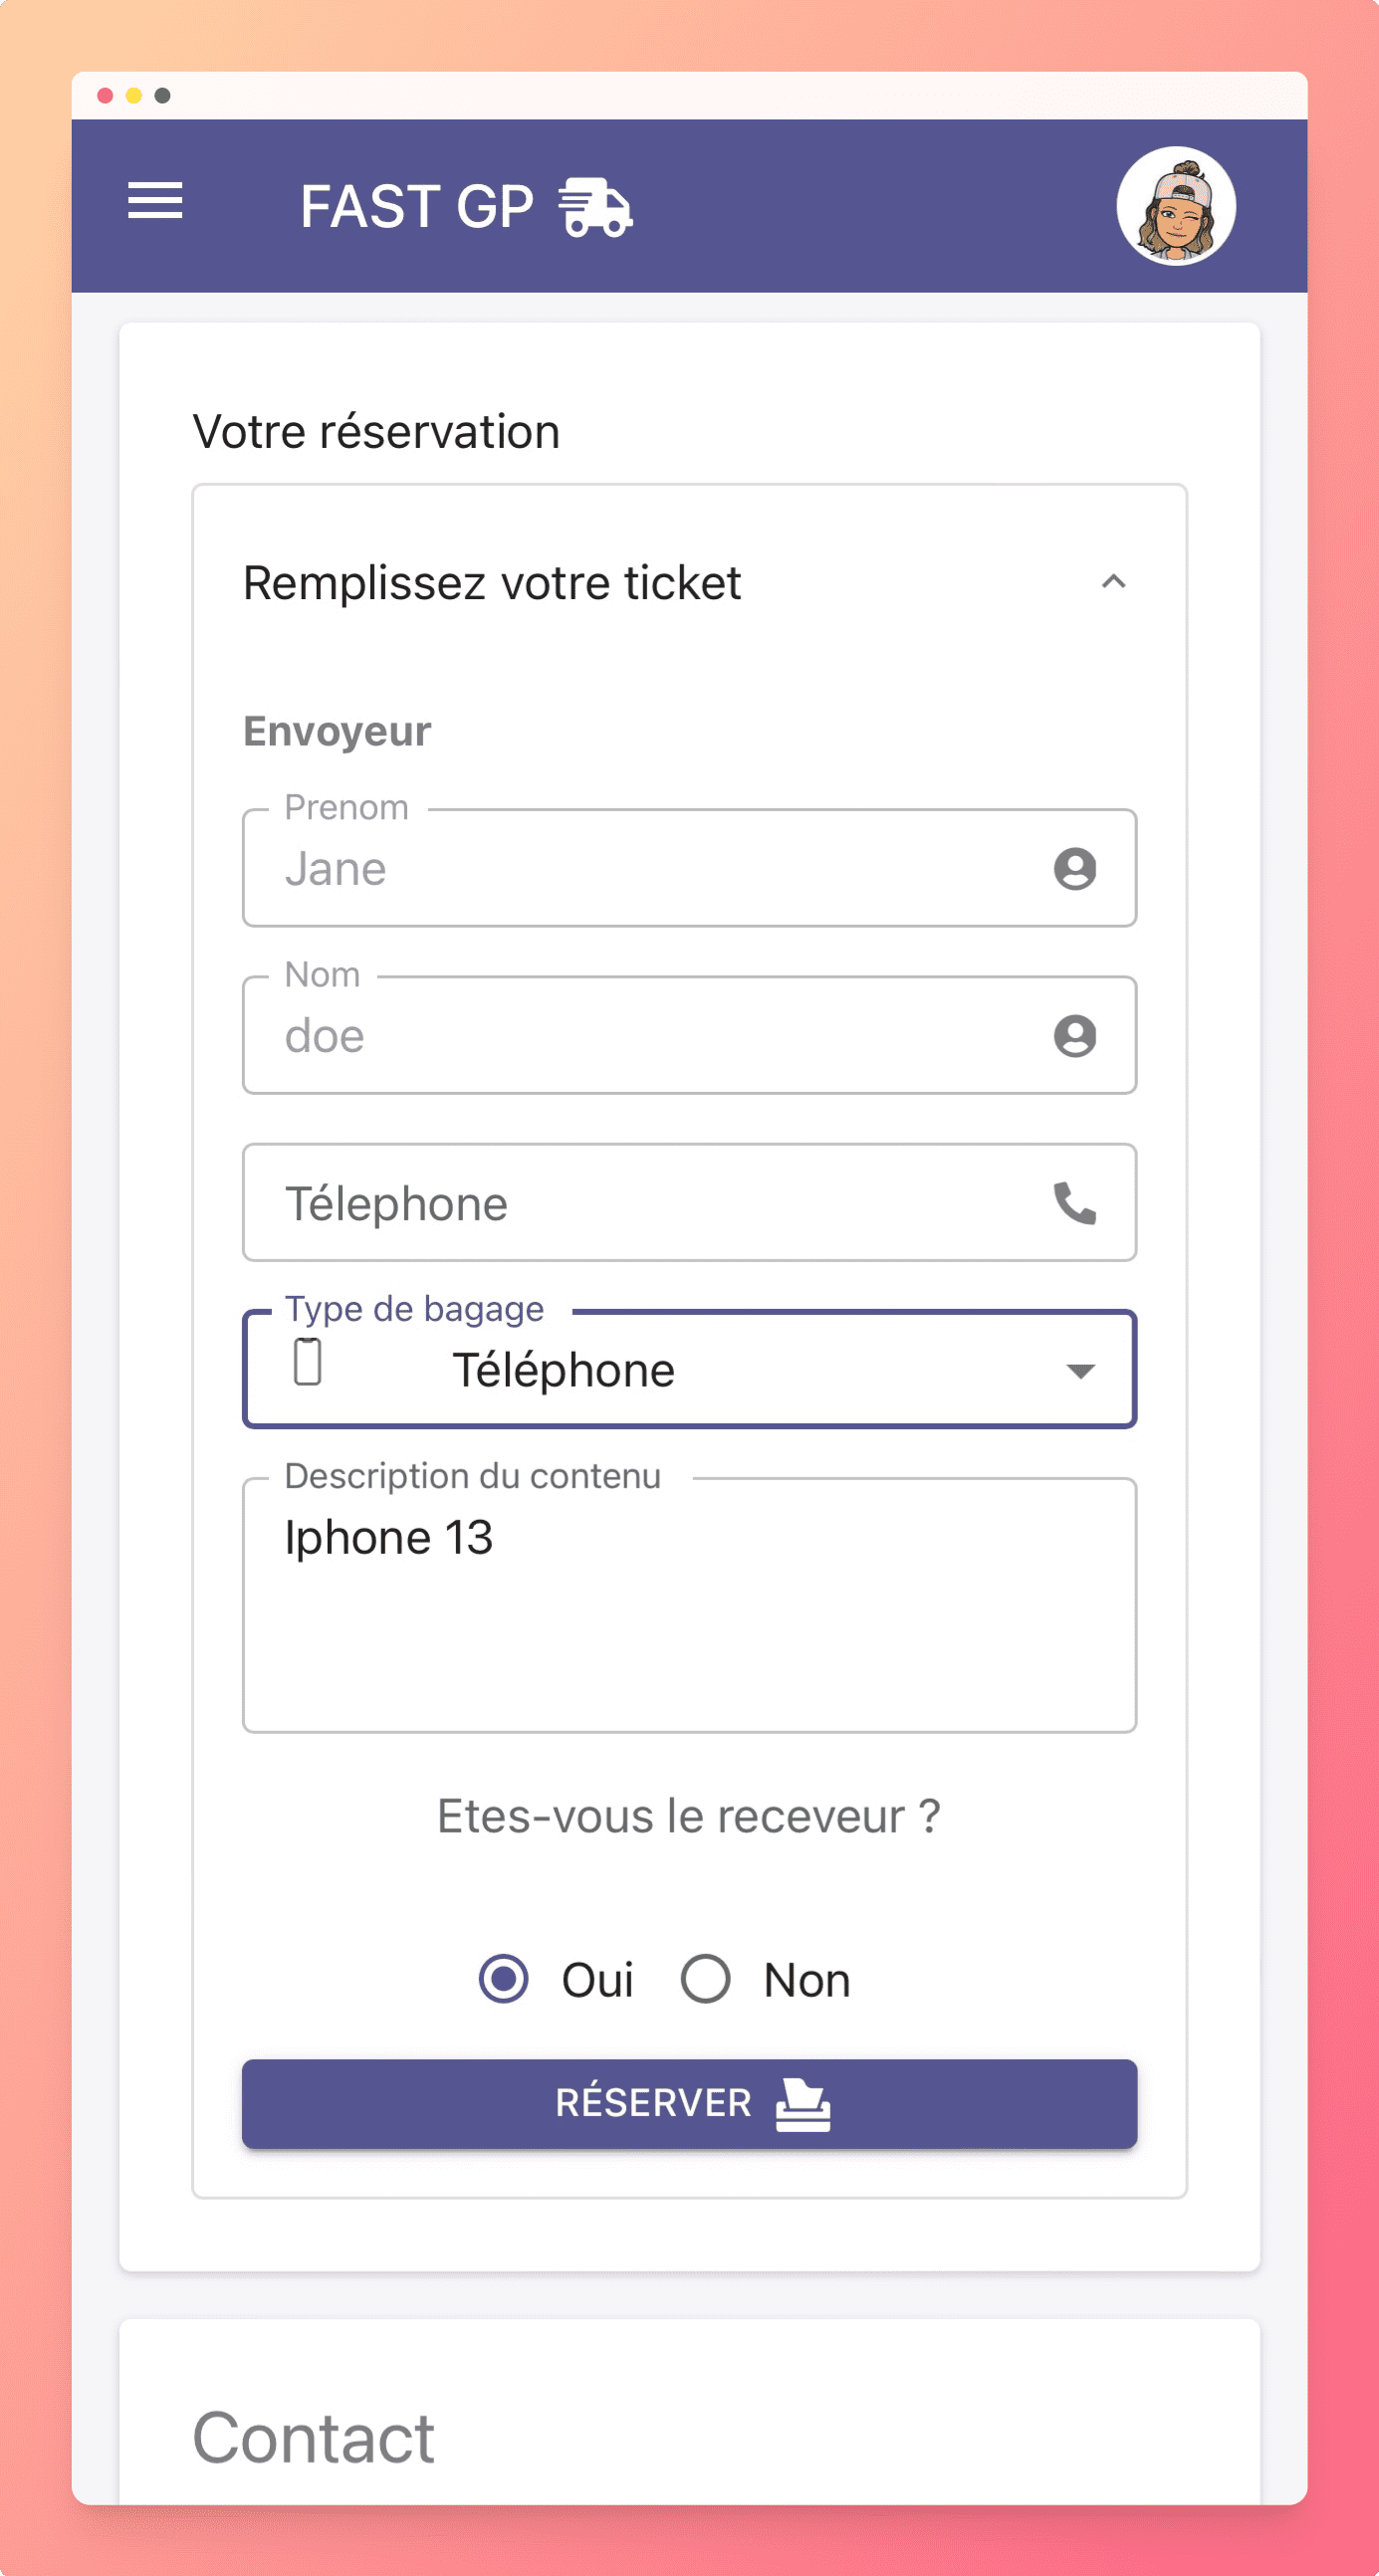 FAST GP
Votre réservation
Remplissez votre ticket
Envoyeur
Prenom
Jane
Nom
doe
Télephone
Type de bagage
Téléphone
Description du contenu
Iphone 13
Etes-vous le receveur ?
Oui Non
RÉSERVER
Contact